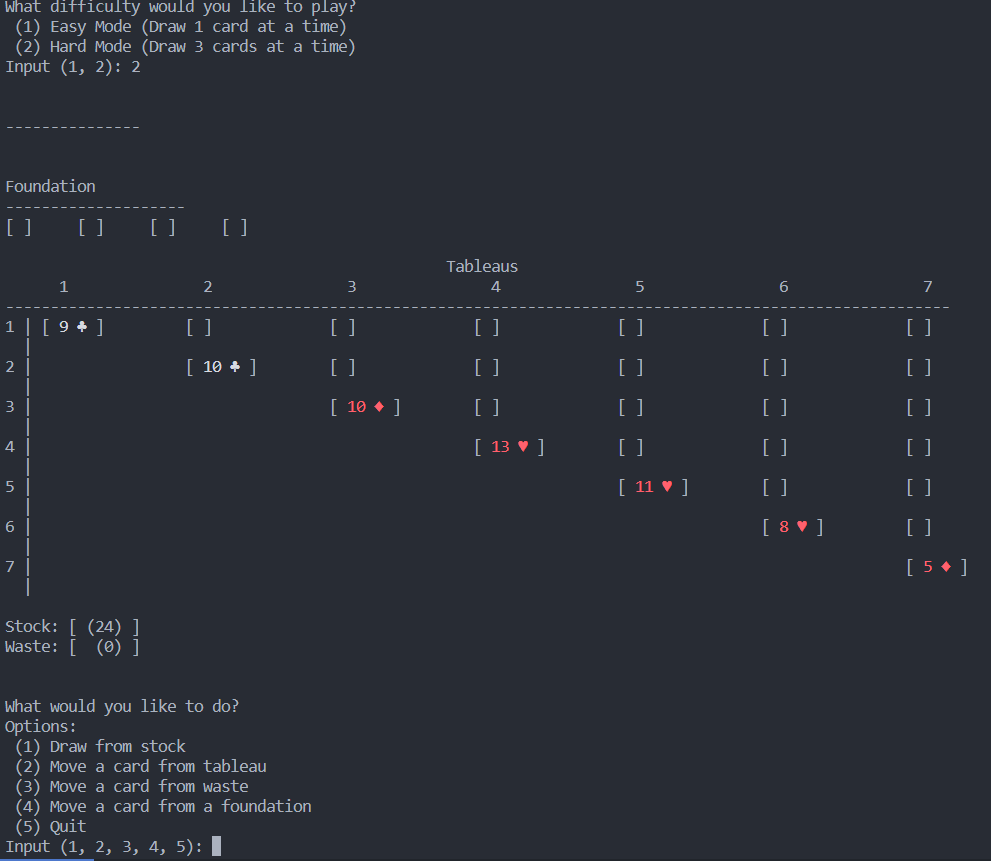 What difficulty would you like to play?
(1) Easy Mode (Draw 1 card at a time)
(2) Hard Mode (Draw 3 cards at a time)
Input (1, 2): 2
---------------
Foundation
--------------------
[ ]     [ ]     [ ]     [ ]
Tableaus
1 2 3 4 5 6 7
---------------------------------------------------------------------------------------------------------
1 | [ 9 ♣ ] [ ] [ ] [ ] [ ] [ ] [ ]
|
2 | [ 10 ♣ ] [ ] [ ] [ ] [ ] [ ]
|
3 | [ 10 ♦ ] [ ] [ ] [ ] [ ]
|
4 | [ 13 ♥ ] [ ] [ ] [ ]
|
5 | [ 11 ♥ ] [ ] [ ]
|
6 | [ 8 ♥ ] [ ]
|
7 | [ 5 ♦ ]
|
Stock: [ (24) ]
Waste: [  (0) ]
What would you like to do?
Options:
(1) Draw from stock
(2) Move a card from tableau
(3) Move a card from waste
(4) Move a card from a foundation
(5) Quit
Input (1, 2, 3, 4, 5):